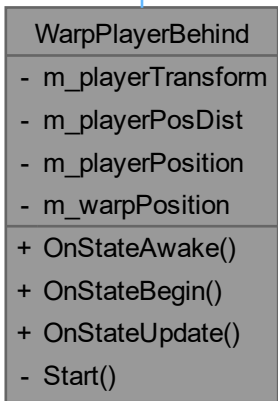 WarpPlayerBehind
- m_playerTransform
- m_playerPosDist
- m_playerPosition
- m_warpPosition
+ OnStateAwake()
+ OnStateBegin()
+ OnStateUpdate()
- Start()